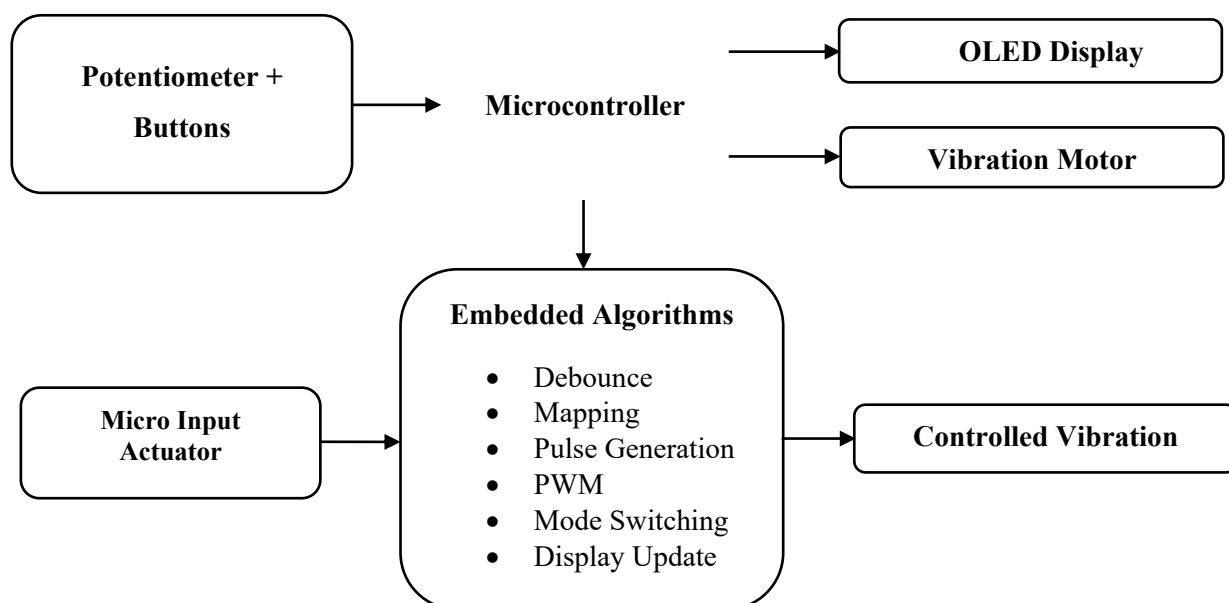 Potentiometer +
Buttons
Microcontroller
OLED Display
Vibration Motor
Embedded Algorithms
• Debounce
• Mapping
• Pulse Generation
• PWM
• Mode Switching
• Display Update
Micro Input
Actuator
Controlled Vibration